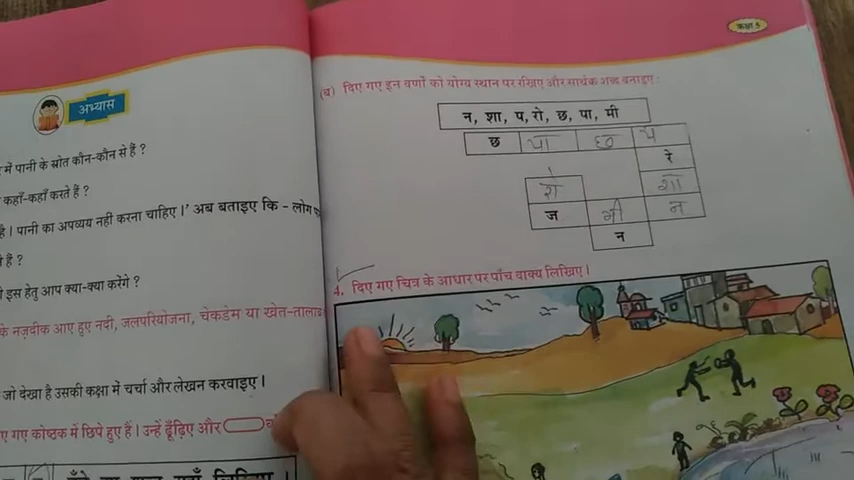 अभ्यास
में पानी के स्रोत कौन-कौन से हैं ?
कहाँ-कहाँ करते हैं ?
है । पानी का अपव्यय नहीं करना चाहिए ।' अब बताइए कि - लोग
हैं ?
इस हेतु आप क्या-क्या करेंगे ?
के नज़दीक आए हुए नदी, जलपरियोजना, चेकडेम या खेत-तालाब
जो देखा है उसकी कक्षा में चर्चा और लेखन करवाइए ।
गए कोष्ठक में छिपे हुए हैं । उन्हें ढूँढ़िए और
कक्षा 5
(ब) दिए गए इन वर्णों को योग्य स्थान पर रखिए और सार्थक शब्द बनाइए :
न, शा, प, रो, छ, पा, मी
छ पा छ प
रे
रो शा
ज मी न
न
4. दिए गए चित्र के आधार पर पाँच वाक्य लिखिए ।